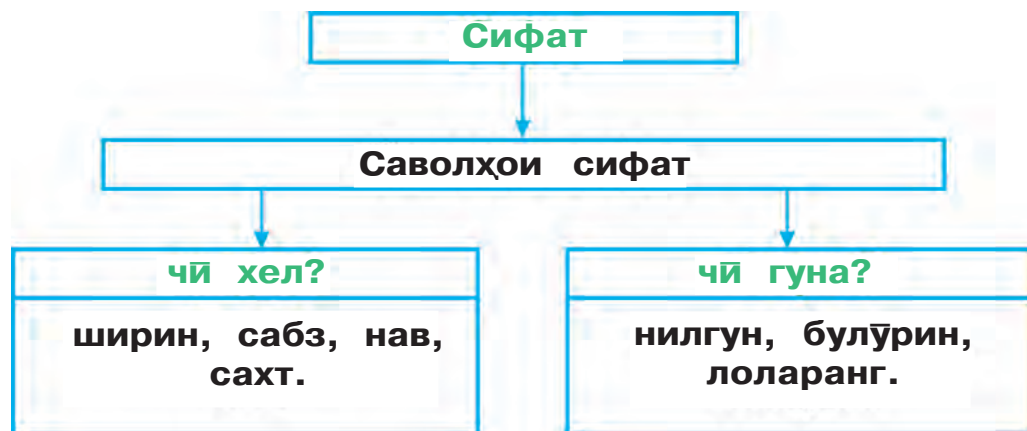 Сифат
Саволҳои сифат
чӣ хел?
ширин, сабз, нав,
сахт.
чӣ гуна?
нилгун, булӯрин,
лоларанг.